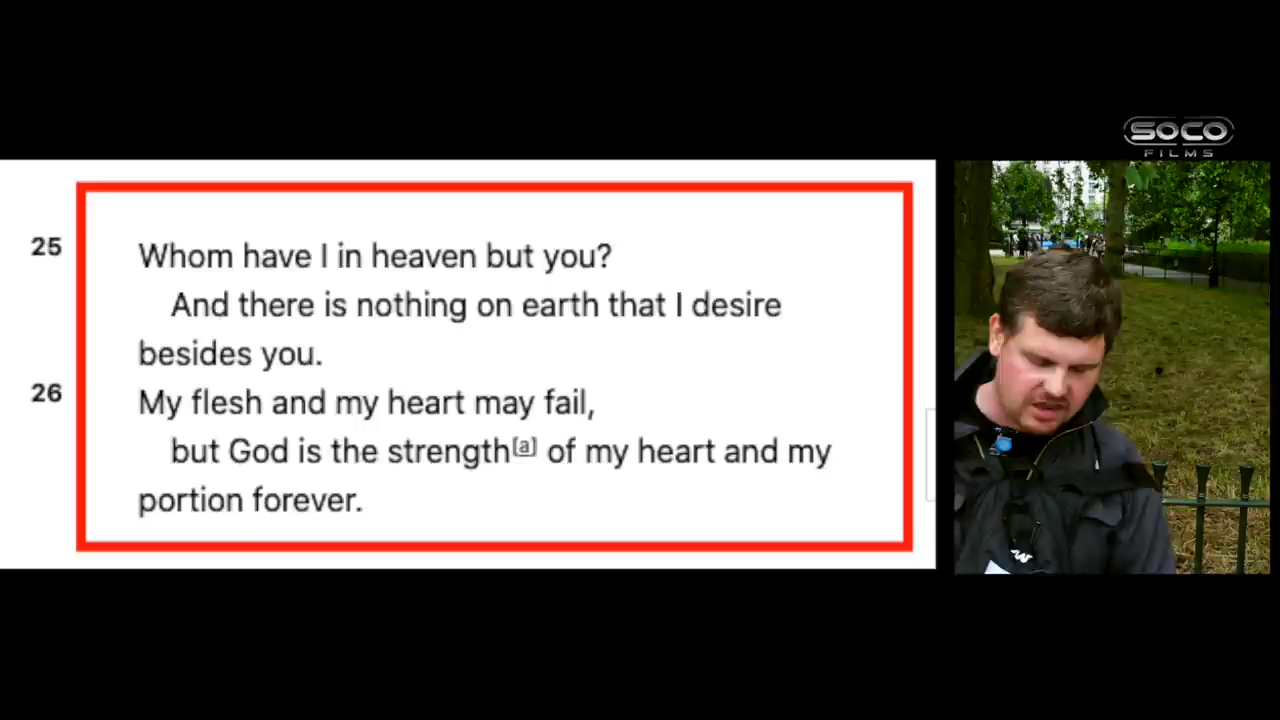 SOCO
FILMS
25
Whom have I in heaven but you?
And there is nothing on earth that I desire
besides you.
26
My flesh and my heart may fail,
but God is the strength[a] of my heart and my
portion forever.